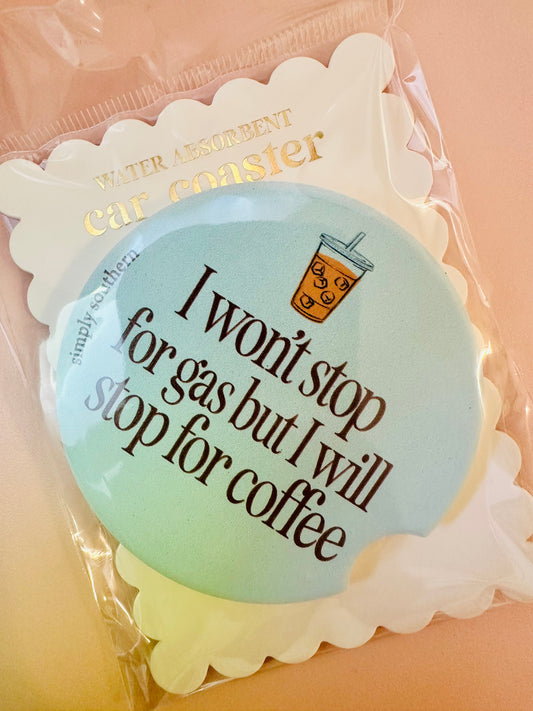 WATER ABSORBENT
car coaster
simply southern
I won't stop
for gas but I will
stop for coffee